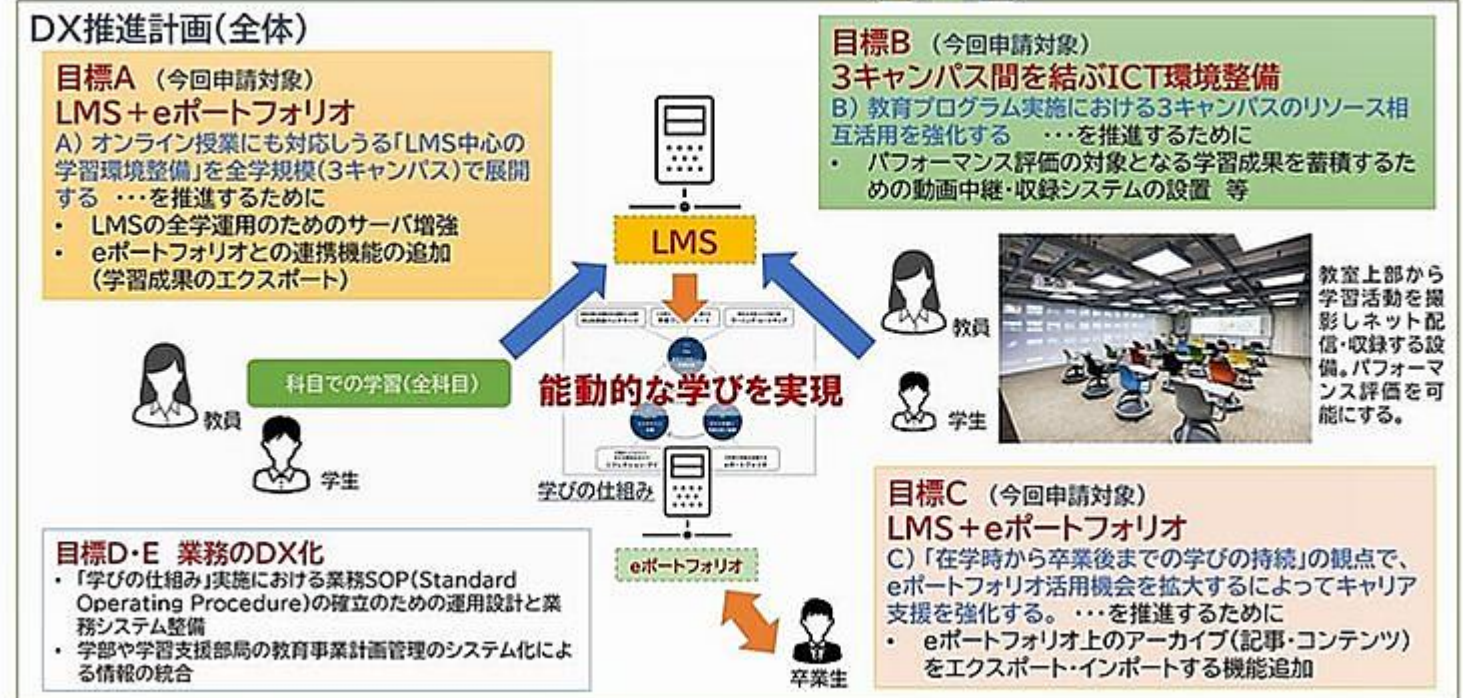 DX推進計画(全体)
目標A (今回申請対象)
LMS+eポートフォリオ
A) オンライン授業にも対応しうる「LMS中心の
学習環境整備」を全学規模(3キャンパス)で展開
する ・・・を推進するために
• LMSの全学運用のためのサーバ増強
• eポートフォリオとの連携機能の追加
(学習成果のエクスポート)
目標B (今回申請対象)
3キャンパス間を結ぶICT環境整備
B) 教育プログラム実施における3キャンパスのリソース相
互活用を強化する ・・・を推進するために
• パフォーマンス評価の対象となる学習成果を蓄積するた
めの動画中継・収録システムの設置 等
LMS
教員
学生
科目での学習(全科目)
能動的な学びを実現
学びの仕組み
eポートフォリオ
教員
学生
教室上部から
学習活動を撮
影しネット配
信・収録する設
備。パフォーマ
ンス評価を可
能にする。
目標D・E 業務のDX化
• 「学びの仕組み」実施における業務SOP(Standard
Operating Procedure)の確立のための運用設計と業
務システム整備
• 学部や学習支援部局の教育事業計画管理のシステム化によ
る情報の統合
卒業生
目標C (今回申請対象)
LMS+eポートフォリオ
C) 「在学時から卒業後までの学びの持続」の観点で、
eポートフォリオ活用機会を拡大するによってキャリア
支援を強化する。 ・・・を推進するために
• eポートフォリオ上のアーカイブ(記事・コンテンツ)
をエクスポート・インポートする機能追加